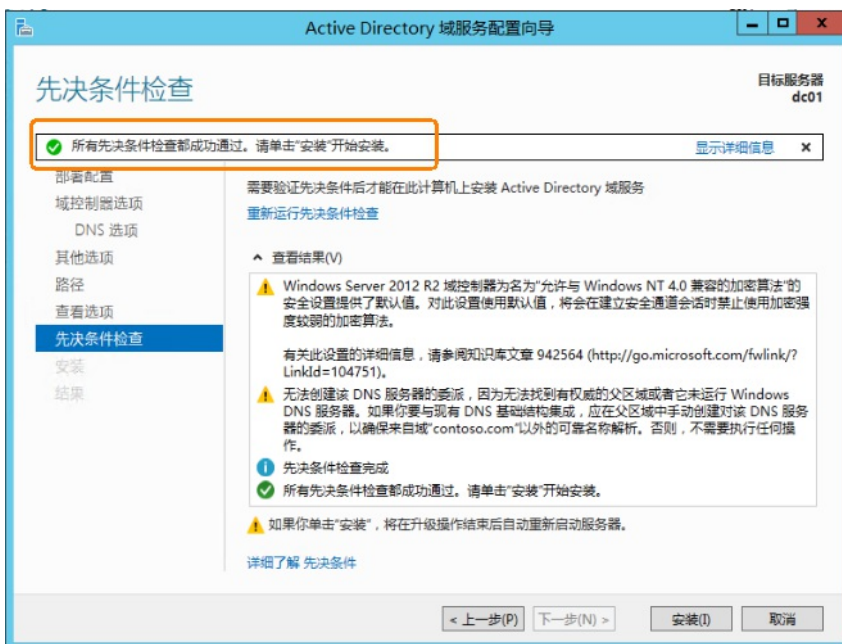 Active Directory 域服务配置向导
先决条件检查
目标服务器
dc01
所有先决条件检查都成功通过。请单击"安装"开始安装。
显示详细信息
部署配置
域控制器选项
DNS 选项
其他选项
路径
查看选项
先决条件检查
安装
结果
需要验证先决条件后才能在此计算机上安装 Active Directory 域服务
重新运行先决条件检查
查看结果(V)
Windows Server 2012 R2 域控制器为名为"允许与 Windows NT 4.0 兼容的加密算法"的
安全设置提供了默认值。对此设置使用默认值，将会在建立安全通道会话时禁止使用加密强
度较弱的加密算法。
有关此设置的详细信息，请参阅知识库文章 942564 (http://go.microsoft.com/fwlink/?
LinkId=104751)。
无法创建该 DNS 服务器的委派，因为无法找到有权威的父区域或者它未运行 Windows
DNS 服务器。如果你要与现有 DNS 基础结构集成，应在父区域中手动创建对该 DNS 服务
器的委派，以确保来自域"contoso.com"以外的可靠名称解析。否则，不需要执行任何操
作。
先决条件检查完成
所有先决条件检查都成功通过。请单击"安装"开始安装。
如果你单击"安装"，将在升级操作结束后自动重新启动服务器。
详细了解 先决条件
< 上一步(P)
下一步(N) >
安装(I)
取消